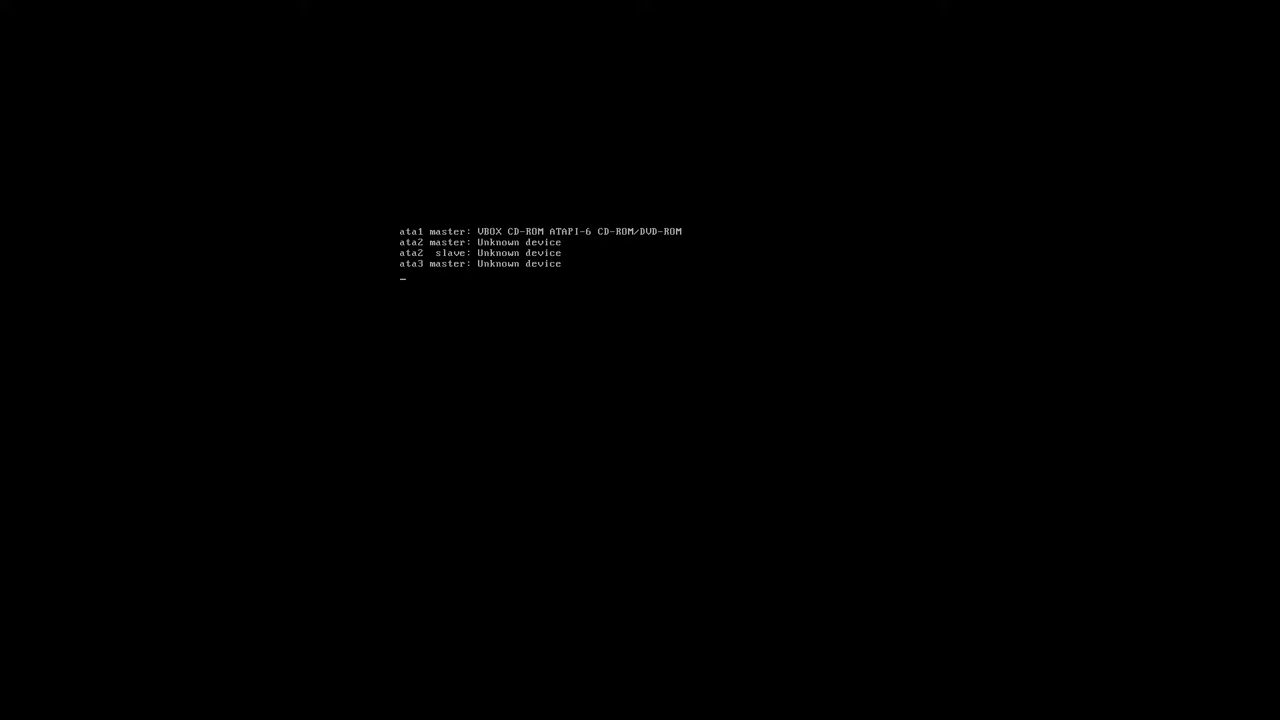 ata1 master: VBOX CD-ROM ATAPI-6 CD-ROM/DVD-ROM
ata2 master: Unknown device
ata2  slave: Unknown device
ata3 master: Unknown device
_